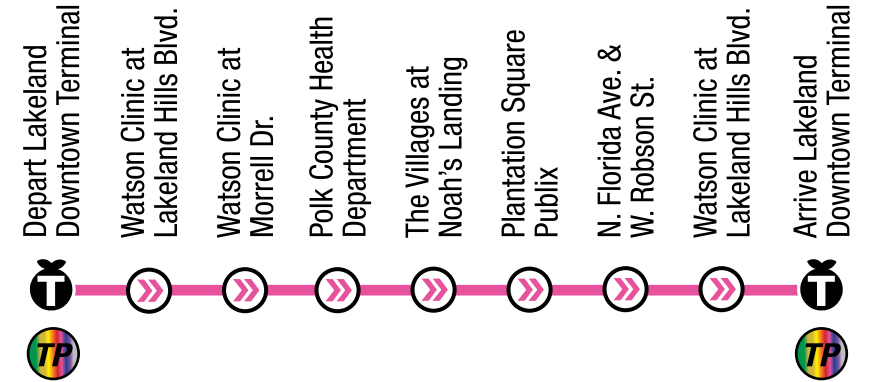 Depart Lakeland
Downtown Terminal
Watson Clinic at
Lakeland Hills Blvd.
Watson Clinic at
Morrell Dr.
Polk County Health
Department
The Villages at
Noah's Landing
Plantation Square
Publix
N. Florida Ave. &
W. Robson St.
Watson Clinic at
Lakeland Hills Blvd.
Arrive Lakeland
Downtown Terminal
T
T
TP
TP